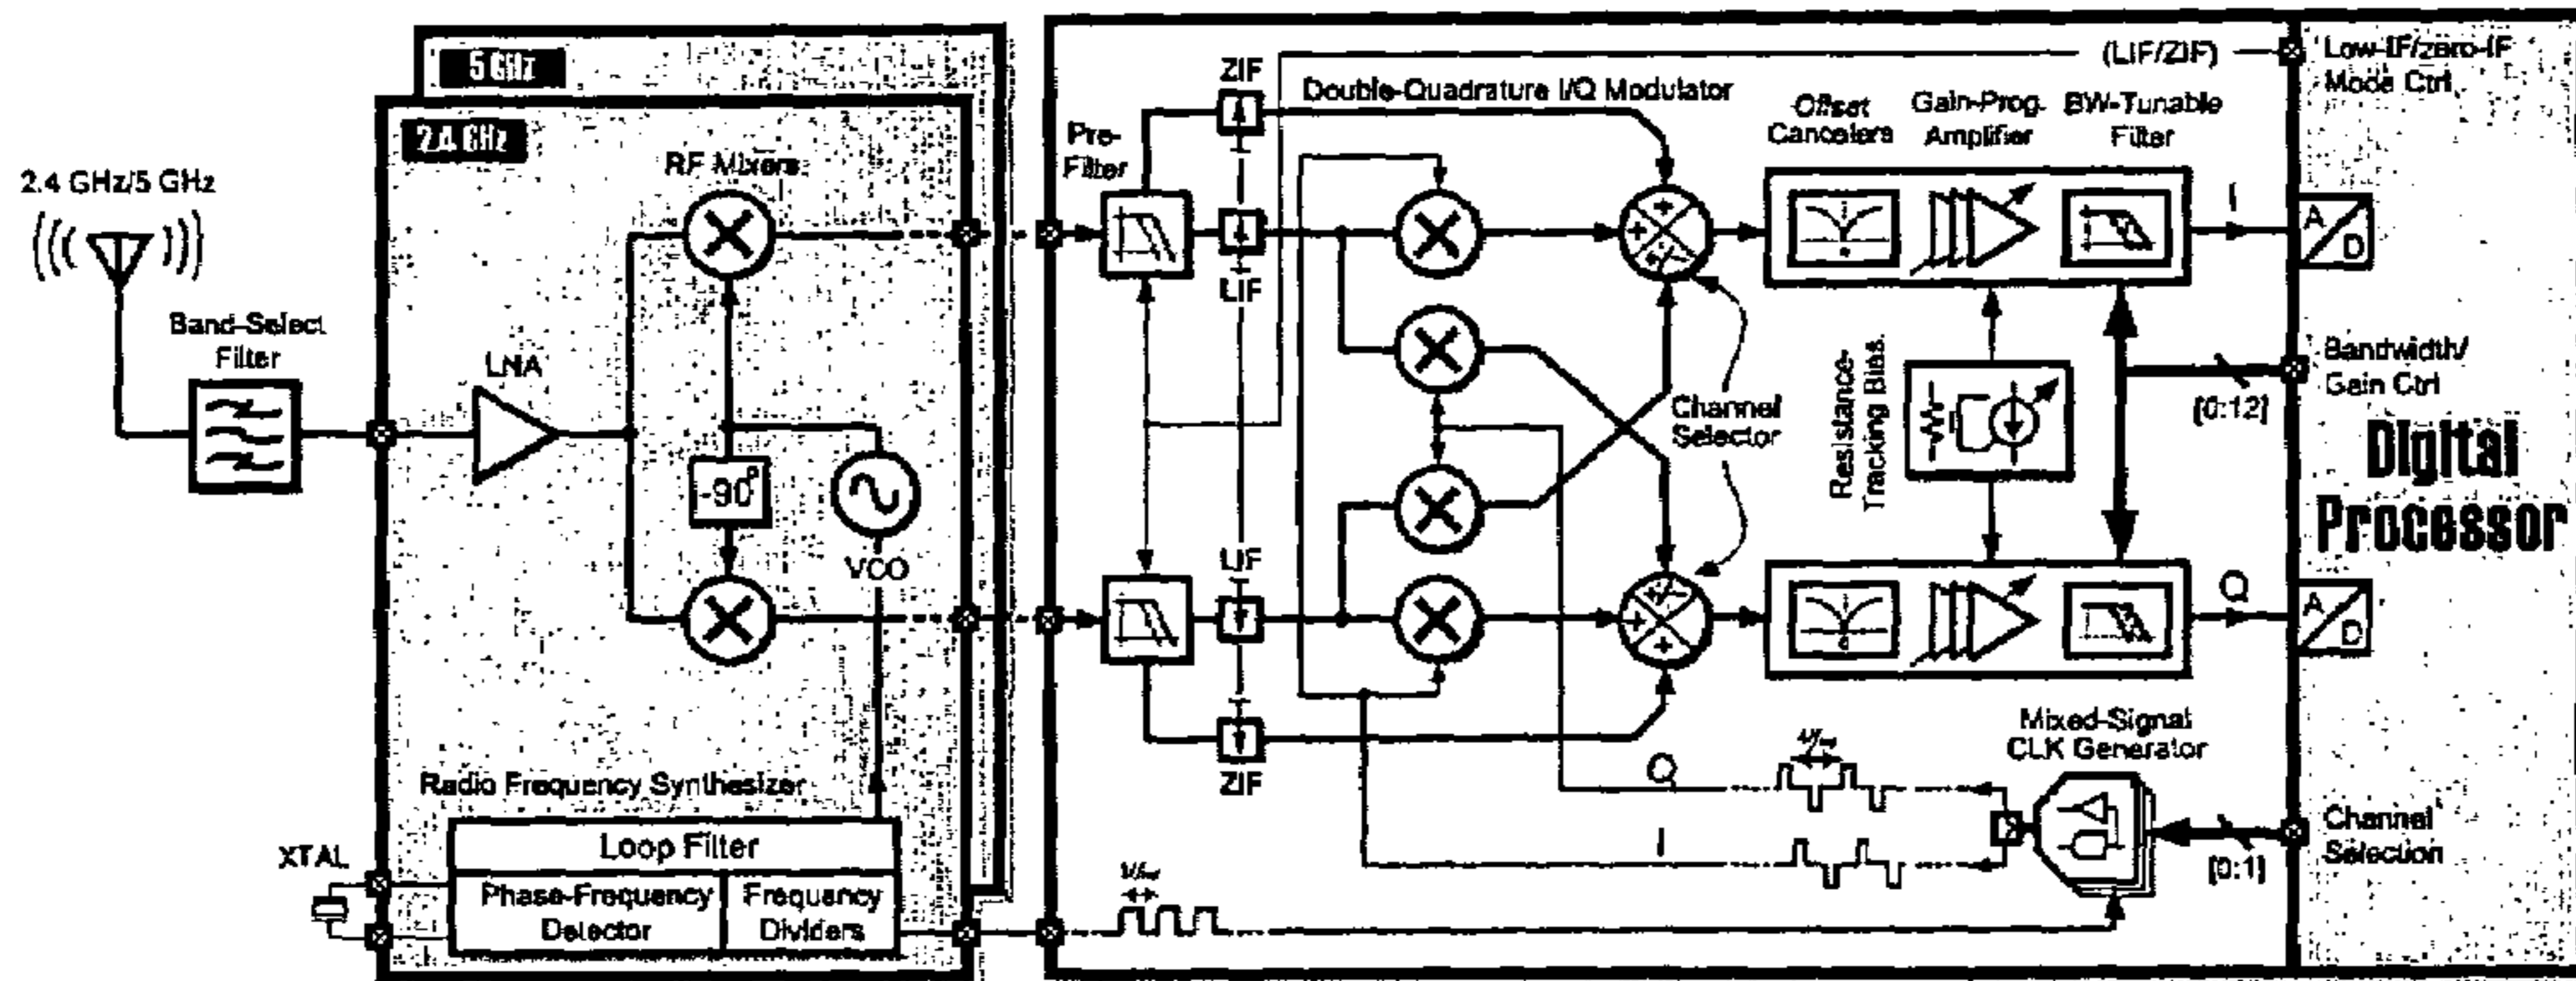 5 GHz
2.4 GHz
2.4 GHz/5 GHz
Band-Select
Filter
LNA
RF Mixers
-90°
VCO
Radio Frequency Synthesizer
Loop Filter
Phase-Frequency
Detector
Frequency
Dividers
XTAL
Pre-
Filter
ZIF
LIF
LIF
ZIF
Double-Quadrature I/Q Modulator
(LIF/ZIF)
Channel
Selector
Offset
Cancelers
Gain-Prog.
Amplifier
BW-Tunable
Filter
Resistance-
Tracking Bias
I
Q
A
D
A
D
Low-IF/zero-IF
Mode Ctrl
Bandwidth/
Gain Ctrl
[0:12]
Digital
Processor
Mixed-Signal
CLK Generator
Q
I
Channel
Selection
[0:1]